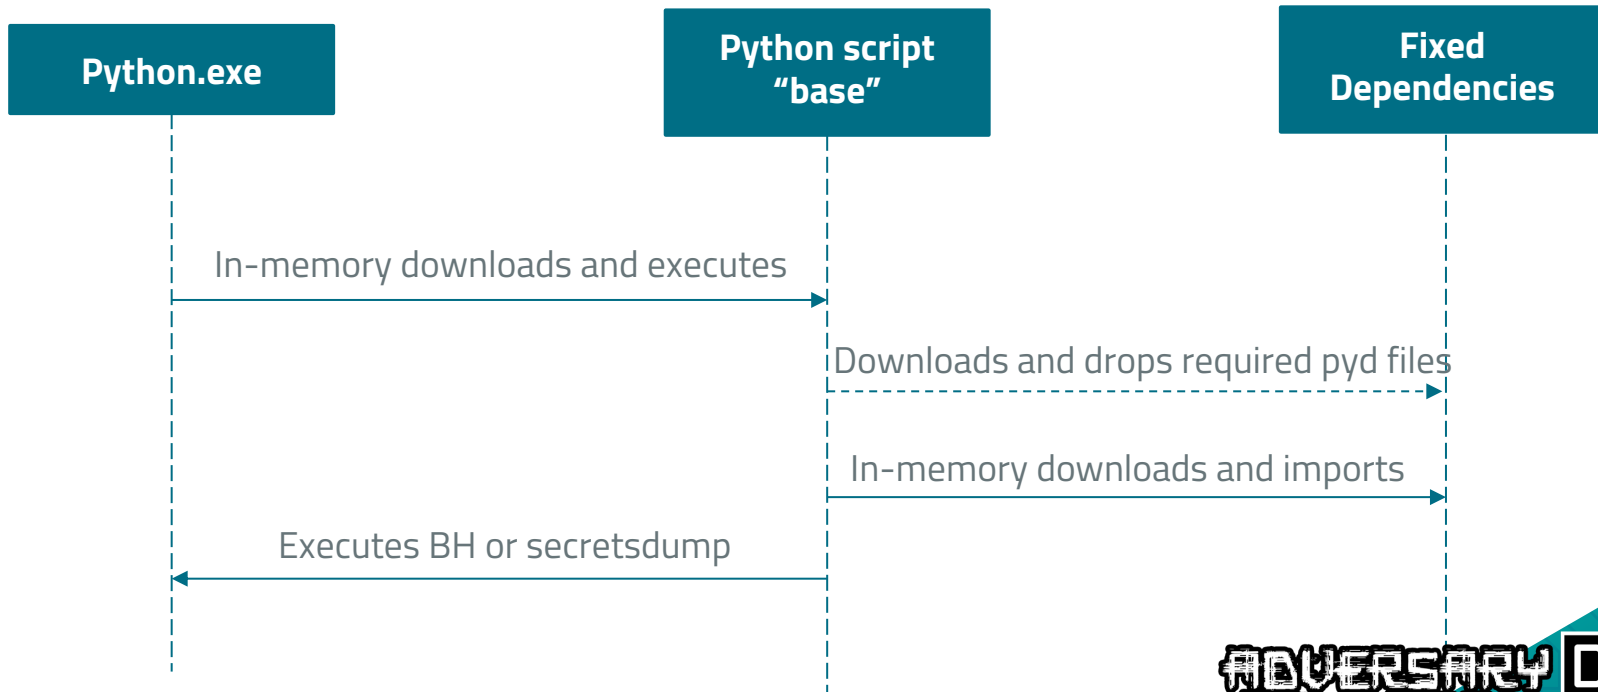 Python.exe
Python script
“base”
Fixed
Dependencies
In-memory downloads and executes
Downloads and drops required pyd files
In-memory downloads and imports
Executes BH or secretsdump
ADVERSARY